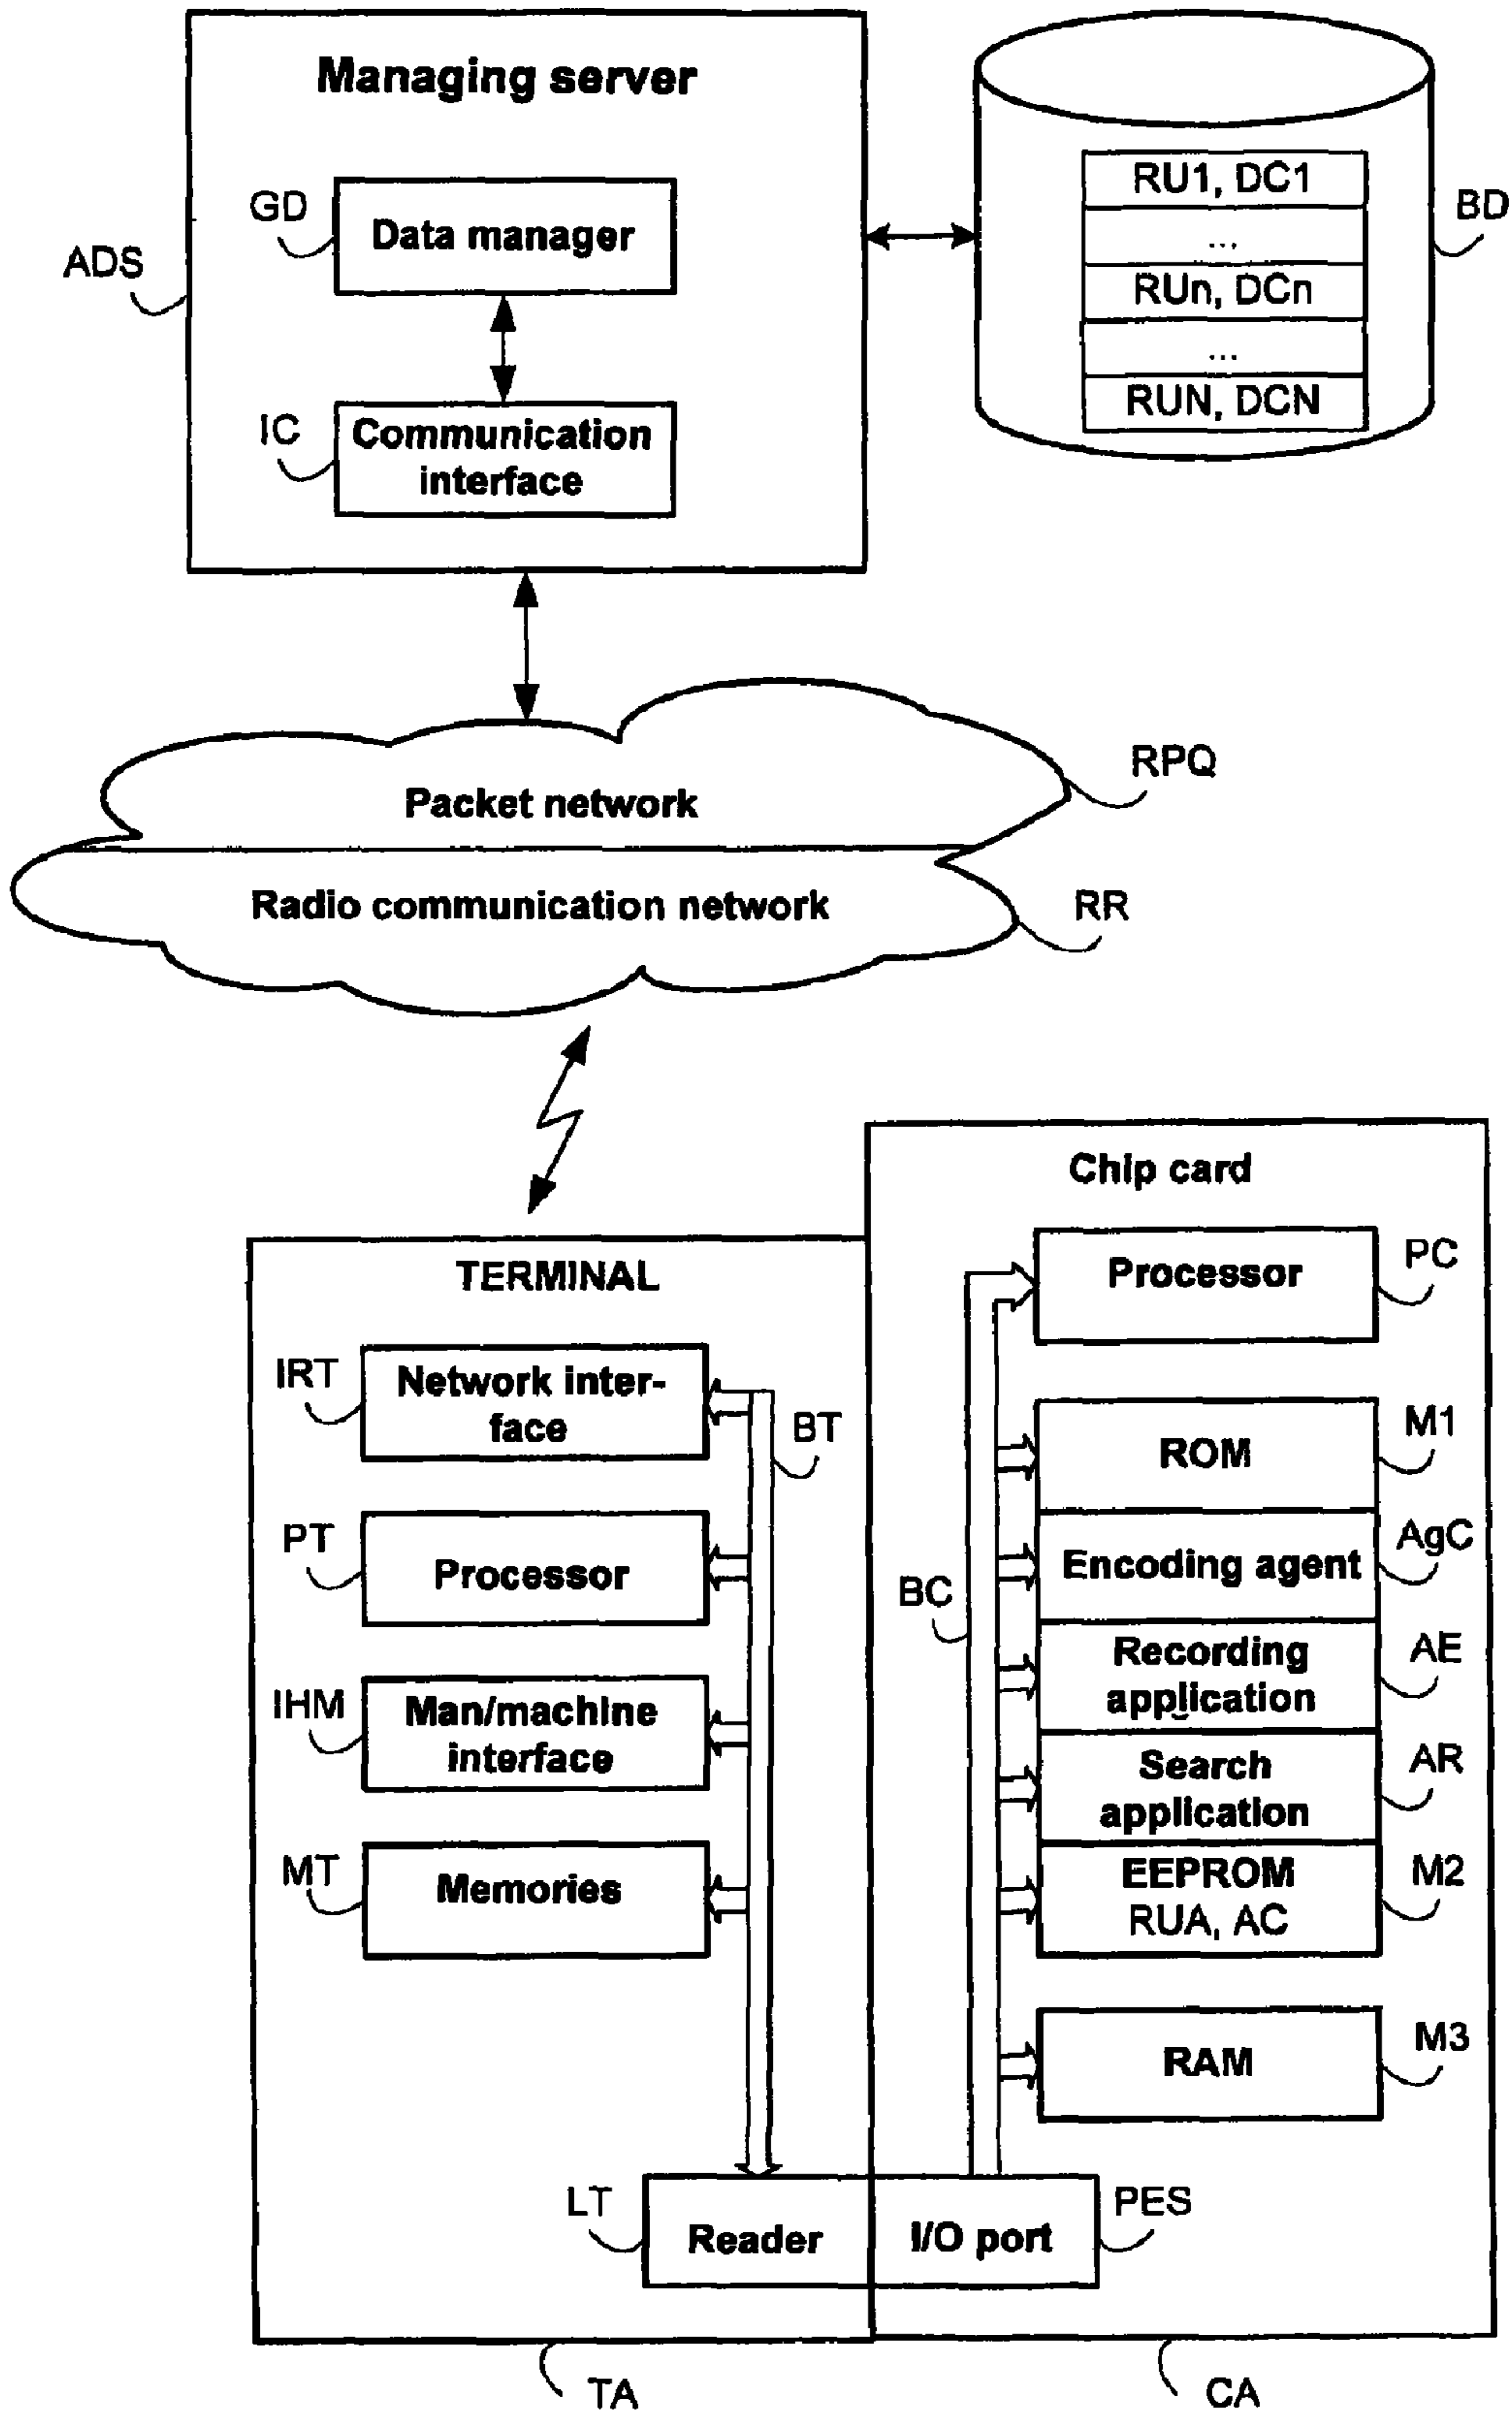 Managing server
GD
Data manager
ADS
IC
Communication
interface
RU1, DC1
...
RUn, DCn
...
RUN, DCN
BD
Packet network
RPQ
Radio communication network
RR
TERMINAL
IRT
Network inter-
face
BT
PT
Processor
IHM
Man/machine
interface
MT
Memories
LT
Reader
TA
Chip card
Processor
PC
ROM
M1
Encoding agent
AgC
BC
Recording
application
AE
Search
application
AR
EEPROM
RUA, AC
M2
RAM
M3
I/O port
PES
CA